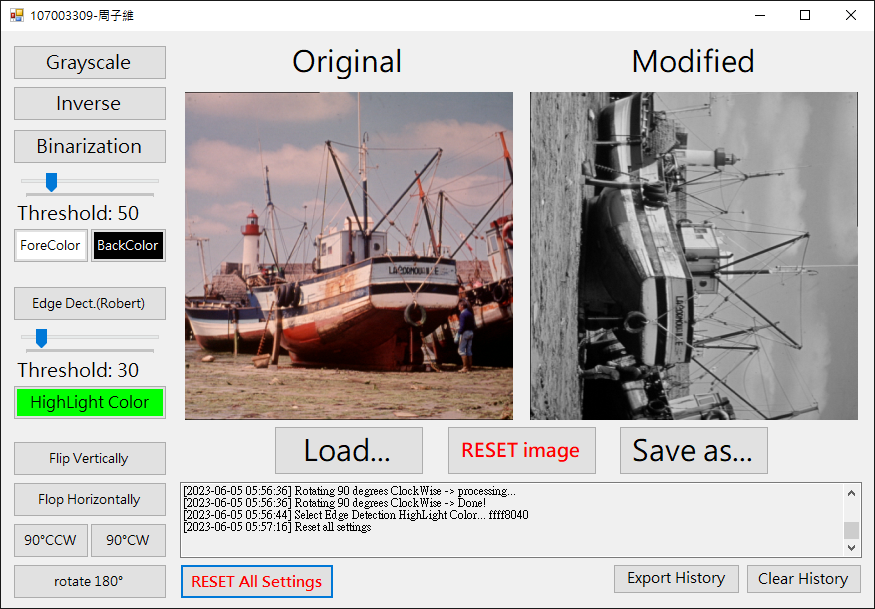 107003309-周子維
Grayscale
Inverse
Binarization
Threshold: 50
ForeColor
BackColor
Edge Dect.(Robert)
Threshold: 30
HighLight Color
Flip Vertically
Flop Horizontally
90°CCW
90°CW
rotate 180°
Original
Modified
Load...
RESET image
Save as...
[2023-06-05 05:56:36] Rotating 90 degrees ClockWise -> processing...
[2023-06-05 05:56:36] Rotating 90 degrees ClockWise -> Done!
[2023-06-05 05:56:44] Select Edge Detection HighLight Color... ffff8040
[2023-06-05 05:57:16] Reset all settings
RESET All Settings
Export History
Clear History